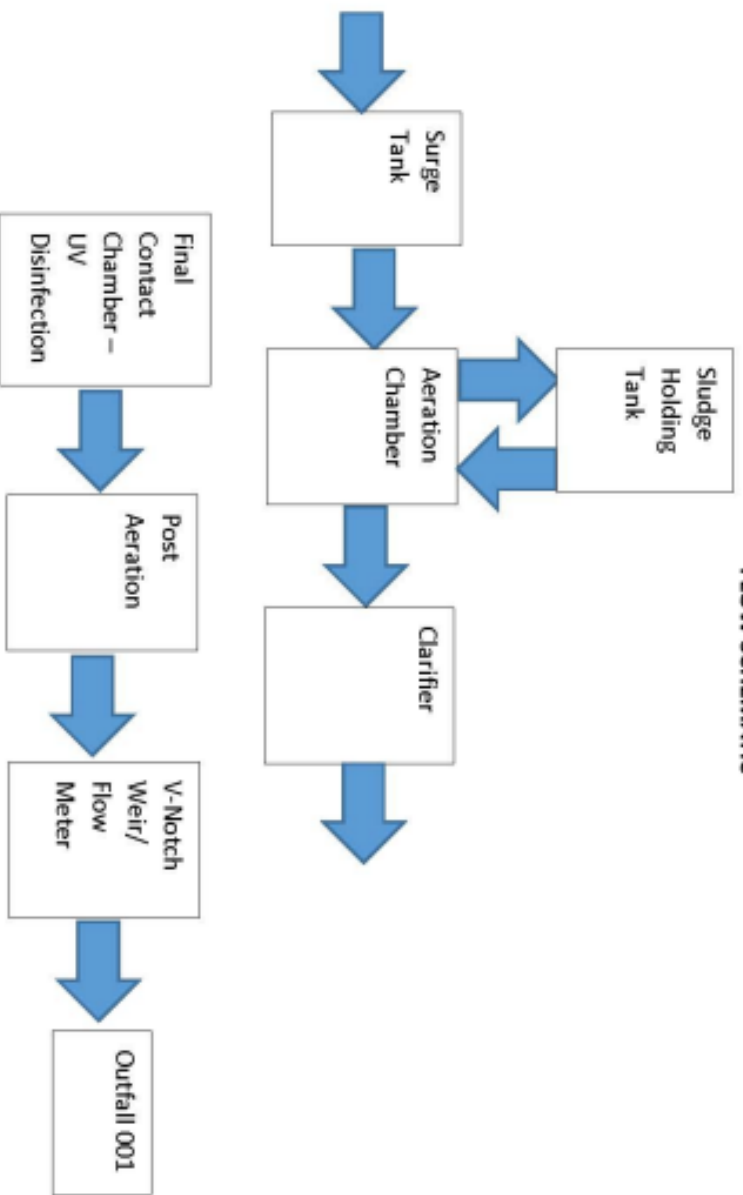 Surge
Tank
Sludge
Holding
Tank
Aeration
Chamber
Clarifier
Final
Contact
Chamber –
UV
Disinfection
Post
Aeration
V-Notch
Weir/
Flow
Meter
Outfall 001